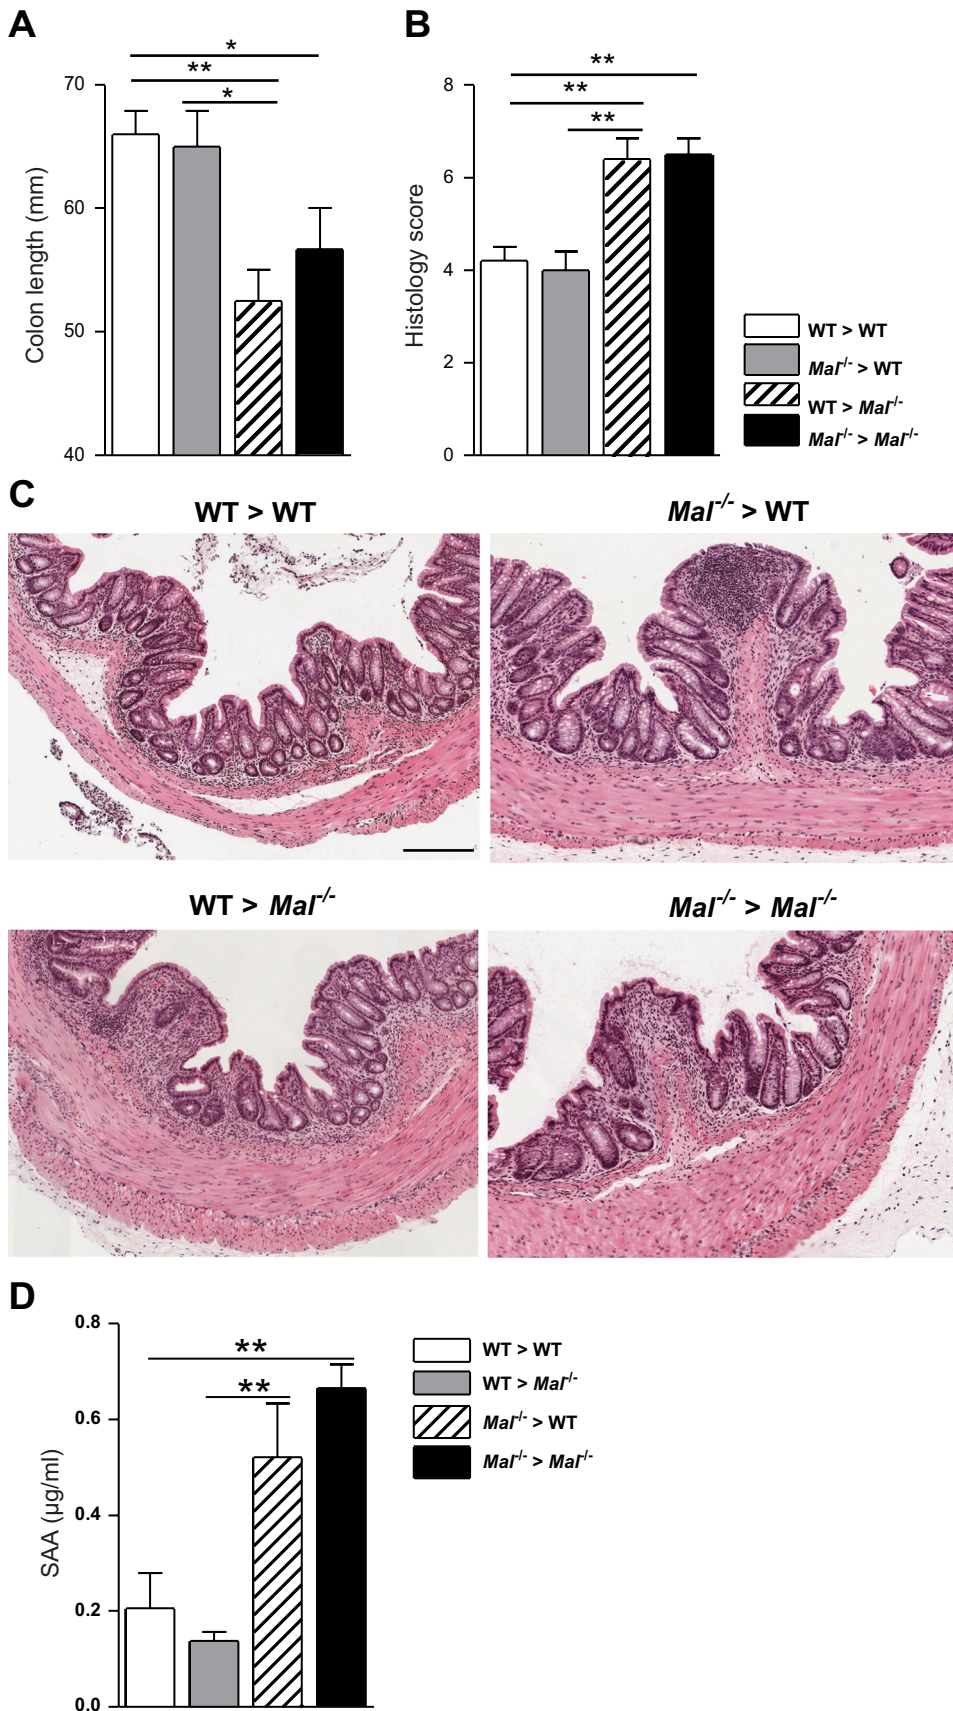 A
B
*
**
*
70
60
50
40
Colon length (mm)
**
**
**
8
6
4
2
0
Histology score
WT > WT
Mal-/- > WT
WT > Mal-/-
Mal-/- > Mal-/-
C
WT > WT
Mal-/- > WT
WT > Mal-/-
Mal-/- > Mal-/-
D
**
**
0.8
0.6
0.4
0.2
0.0
SAA (µg/ml)
WT > WT
WT > Mal-/-
Mal-/- > WT
Mal-/- > Mal-/-